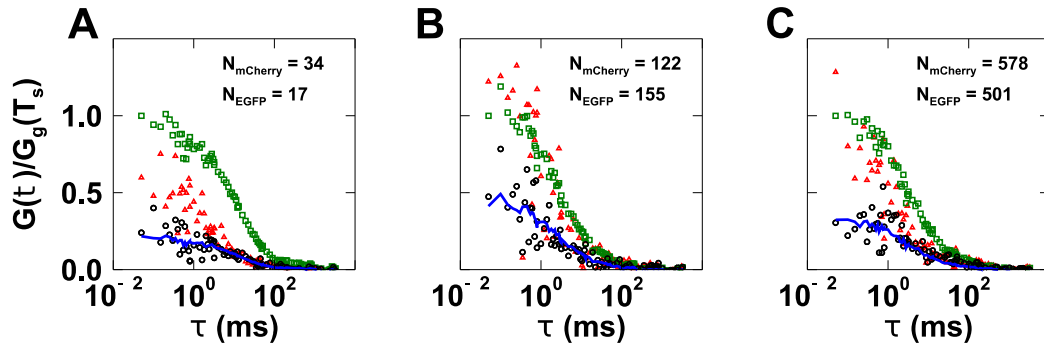 A
B
C
N_mCherry = 34
N_EGFP = 17
N_mCherry = 122
N_EGFP = 155
N_mCherry = 578
N_EGFP = 501
G(τ)/G_g(T_s)
1.0
0.5
0.0
10^-2 10^0 10^2
10^-2 10^0 10^2
10^-2 10^0 10^2
τ (ms)
τ (ms)
τ (ms)